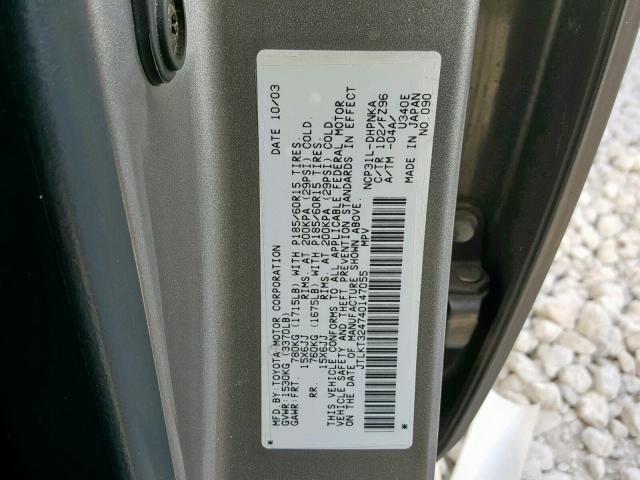 MFD.BY:TOYOTA MOTOR CORPORATION DATE 10/03
GVWR:1530KG (3370LB)
GAWR:FRT. 780KG (1715LB) WITH P185/60R15 TIRES.
15X6JJ RIMS. AT 200KPA (29PSI) COLD.
RR. 760KG (1675LB) WITH P185/60R15 TIRES.
15X6JJ RIMS. AT 200KPA (29PSI) COLD.
THIS VEHICLE CONFORMS TO ALL APPLICABLE FEDERAL MOTOR
VEHICLE SAFETY AND THEFT PREVENTION STANDARDS IN EFFECT
ON THE DATE OF MANUFACTURE SHOWN ABOVE.
JTLKT324740147055 MPV
NCP31L-DHPNKA
C/TR 1D2/FZ96
A/TM -04A/ U340E
MADE IN JAPAN
NO.090
* *